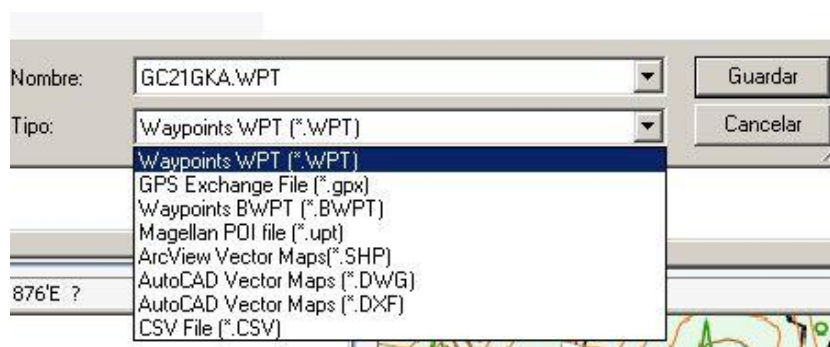 Nombre: GC21GKA.WPT Guardar
Tipo: Waypoints WPT (*.WPT) Cancelar
Waypoints WPT (*.WPT)
GPS Exchange File (*.gpx)
Waypoints BWPT (*.BWPT)
Magellan POI file (*.upt)
ArcView Vector Maps(*.SHP)
AutoCAD Vector Maps (*.DWG)
876'E ?
AutoCAD Vector Maps (*.DXF)
CSV File (*.CSV)